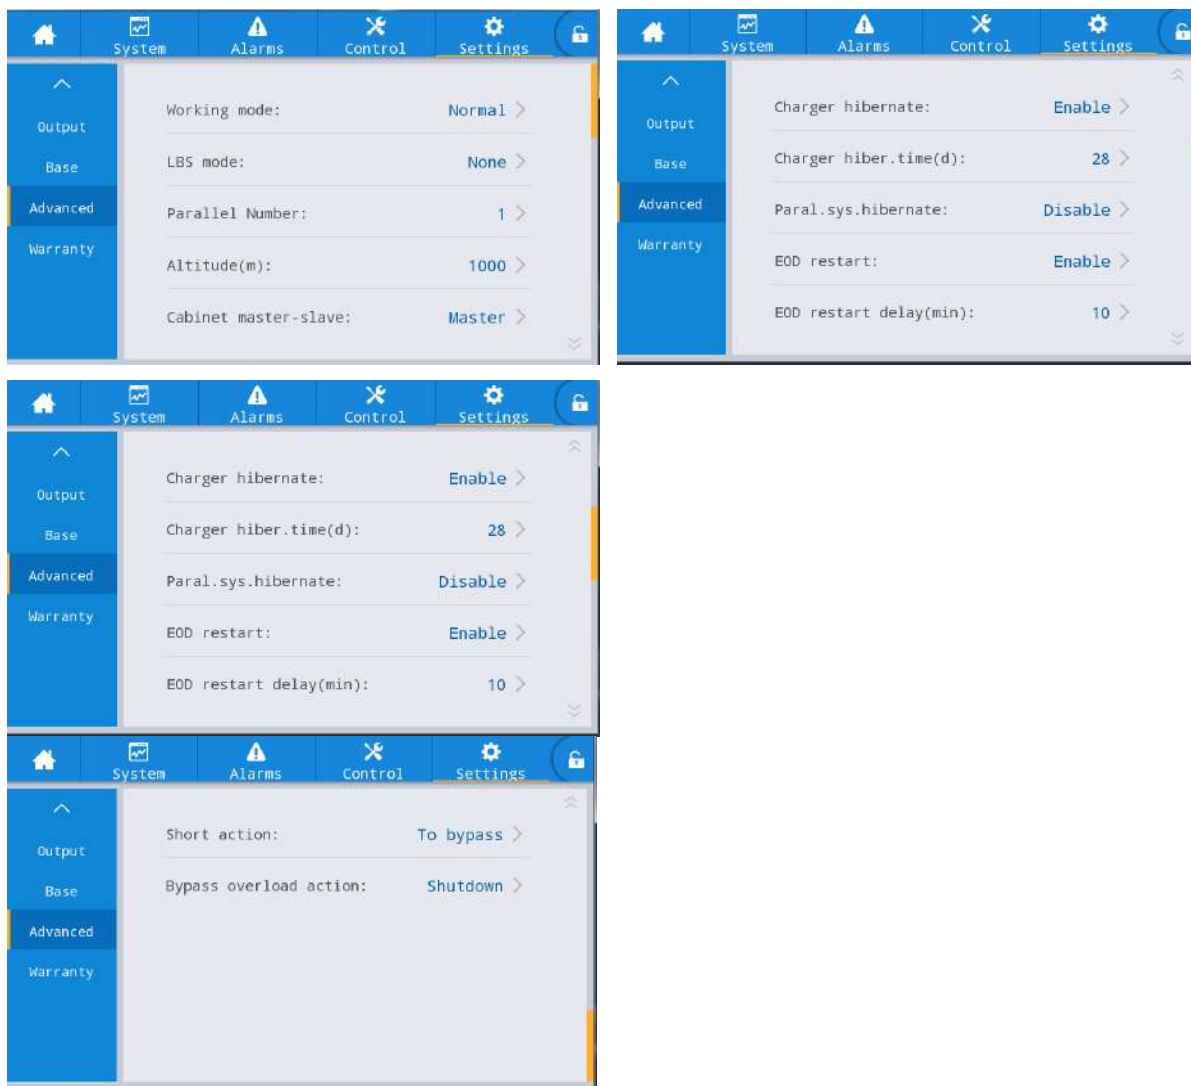 System Alarms Control Settings
Output
Base
Advanced
Warranty
Working mode: Normal
LBS mode: None
Parallel Number: 1
Altitude(m): 1000
Cabinet master-slave: Master
System Alarms Control Settings
Output
Base
Advanced
Warranty
Charger hibernate: Enable
Charger hiber.time(d): 28
Paral.sys.hibernate: Disable
EOD restart: Enable
EOD restart delay(min): 10
System Alarms Control Settings
Output
Base
Advanced
Warranty
Charger hibernate: Enable
Charger hiber.time(d): 28
Paral.sys.hibernate: Disable
EOD restart: Enable
EOD restart delay(min): 10
System Alarms Control Settings
Output
Base
Advanced
Warranty
Short action: To bypass
Bypass overload action: Shutdown